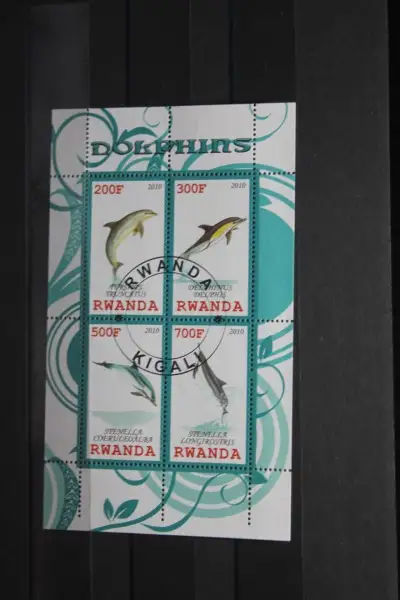 DOLPHINS
200F 2010
TURSIOPS
TRUNCATUS
RWANDA
300F 2010
DELPHINUS
DELPHIS
RWANDA
500F 2010
STENELLA
COERULEOALBA
RWANDA
700F 2010
STENELLA
LONGIROSTRIS
RWANDA
RWANDA
KIGALI